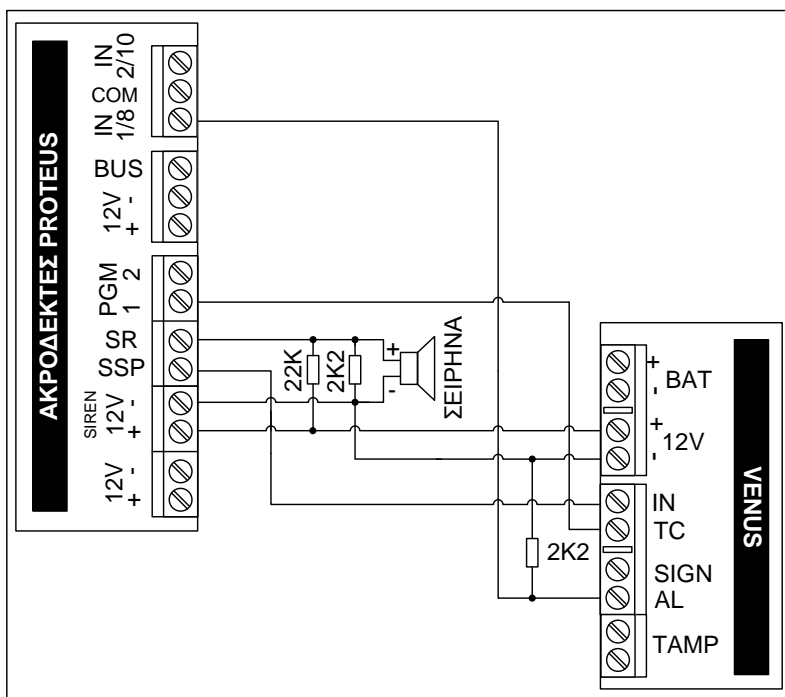 ΑΚΡΟΔΕΚΤΕΣ PROTEUS
IN
2/10
COM
IN
1/8
BUS
12V
-
+
PGM
2
1
SR
SSP
SIREN
12V
-
+
12V
-
+
22K
2K2
+
-
ΣΕΙΡΗΝΑ
2K2
VENUS
+
-
BAT
+
-
12V
IN
TC
SIGN
AL
TAMP